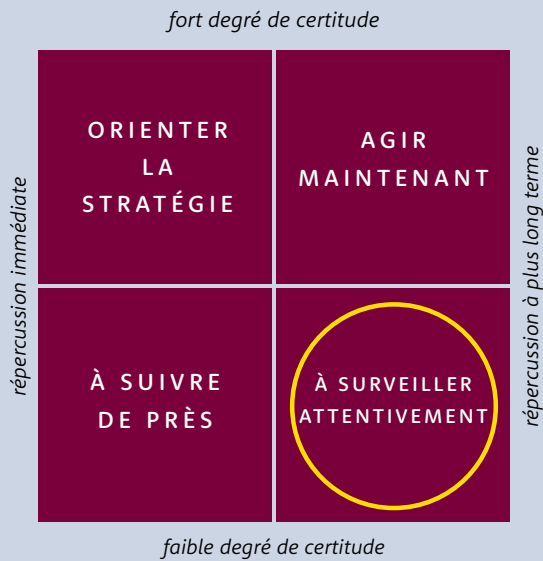 fort degré de certitude
répercussion immédiate
ORIENTER
LA
STRATÉGIE
AGIR
MAINTENANT
répercussion à plus long terme
À SUIVRE
DE PRÈS
À SURVEILLER
ATTENTIVEMENT
faible degré de certitude